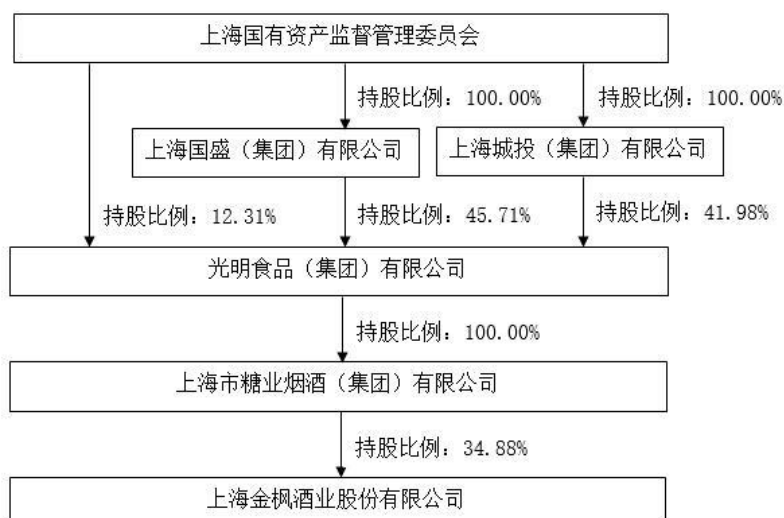 上海国有资产监督管理委员会
持股比例：100.00% 持股比例：100.00%
上海国盛（集团）有限公司 上海城投（集团）有限公司
持股比例：12.31% 持股比例：45.71% 持股比例：41.98%
光明食品（集团）有限公司
持股比例：100.00%
上海市糖业烟酒（集团）有限公司
持股比例：34.88%
上海金枫酒业股份有限公司